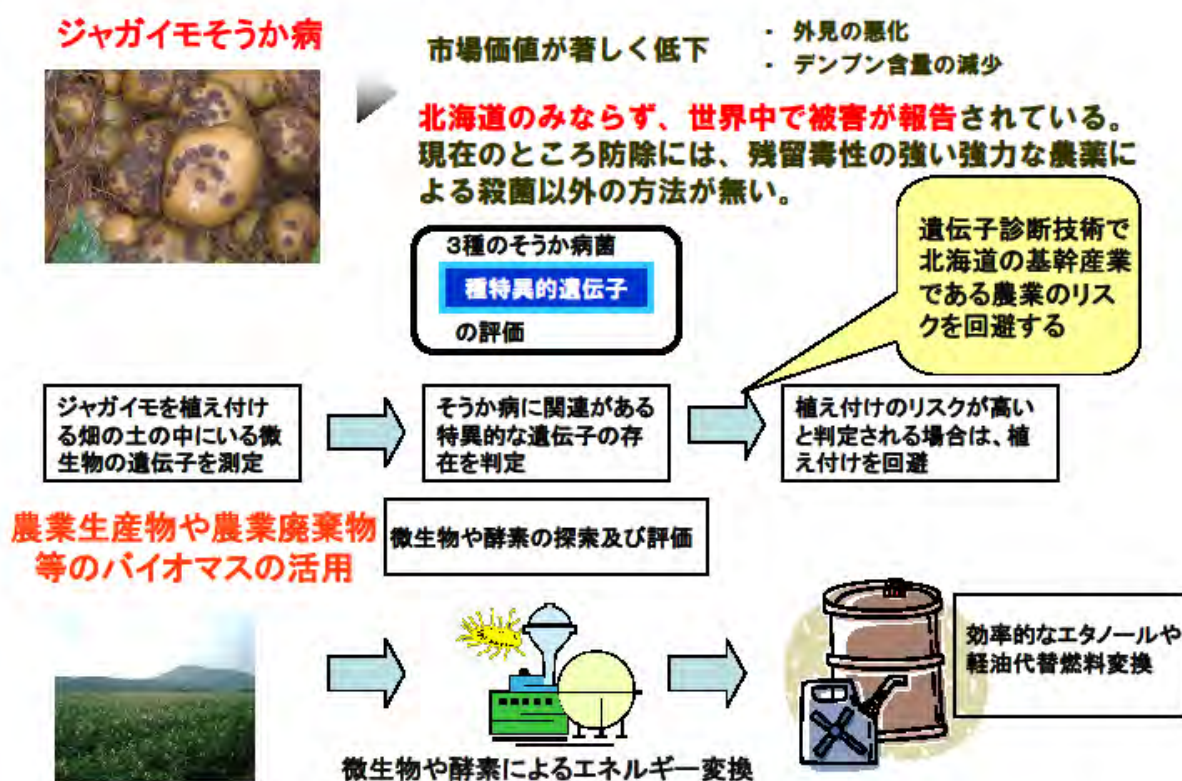 ジャガイモそうか病
市場価値が著しく低下
・ 外見の悪化
・ デンプン含量の減少
北海道のみならず、世界中で被害が報告されている。
現在のところ防除には、残留毒性の強い強力な農薬に
よる殺菌以外の方法が無い。
3種のそうか病菌
種特異的遺伝子
の評価
遺伝子診断技術で
北海道の基幹産業
である農業のリス
クを回避する
ジャガイモを植え付け
る畑の土の中にいる微
生物の遺伝子を測定
そうか病に関連がある
特異的な遺伝子の存
在を判定
植え付けのリスクが高い
と判定される場合は、植
え付けを回避
農業生産物や農業廃棄物
等のバイオマスの活用
微生物や酵素の探索及び評価
効率的なエタノールや
軽油代替燃料変換
微生物や酵素によるエネルギー変換